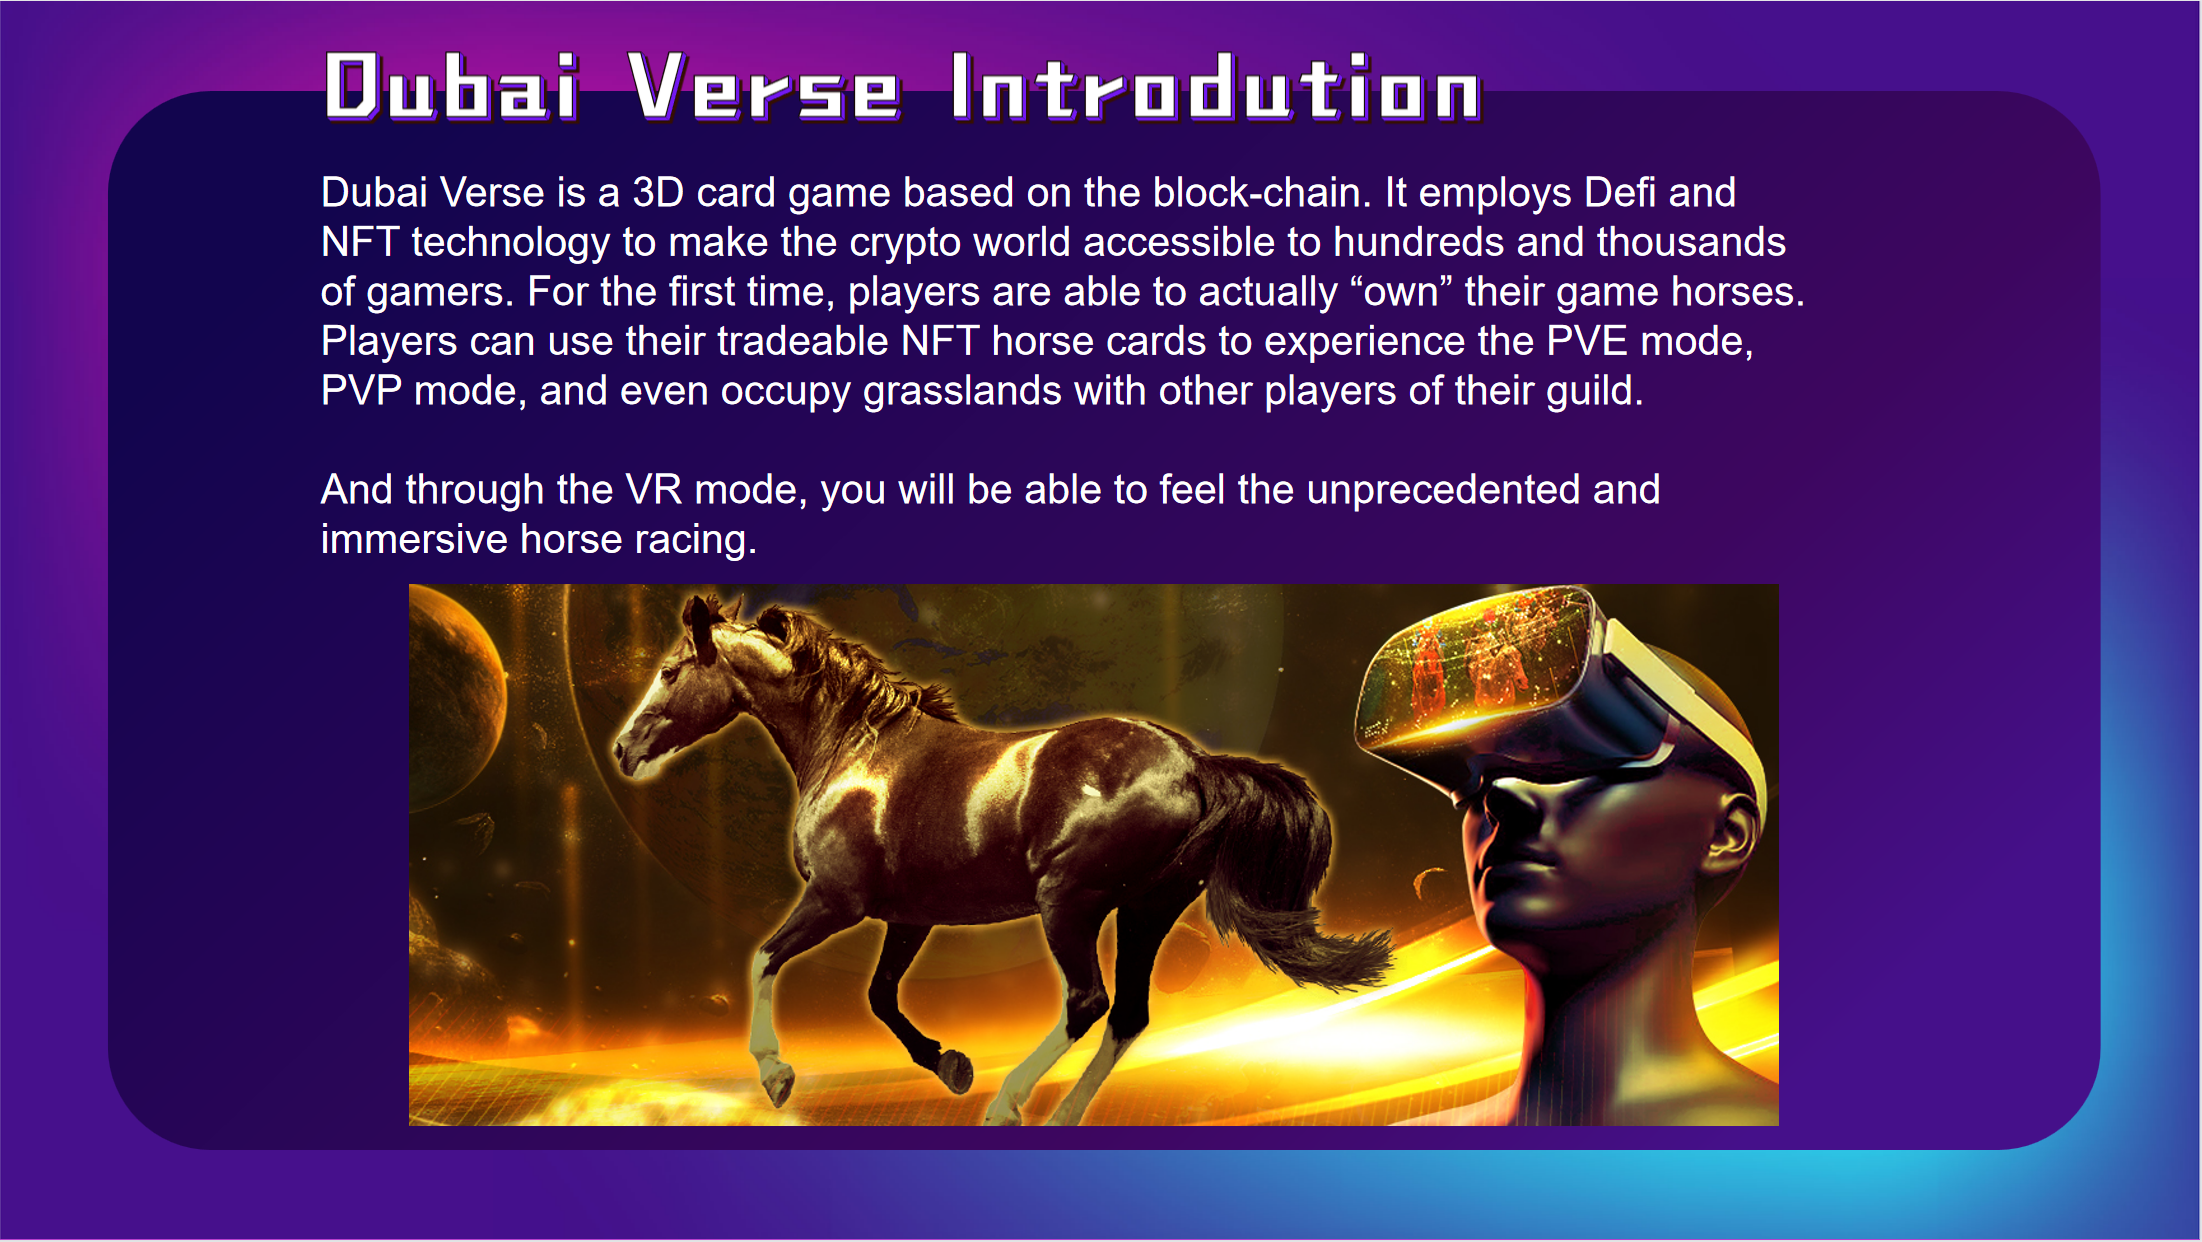 Dubai Verse Introdution
Dubai Verse is a 3D card game based on the block-chain. It employs Defi and
NFT technology to make the crypto world accessible to hundreds and thousands
of gamers. For the first time, players are able to actually “own” their game horses.
Players can use their tradeable NFT horse cards to experience the PVE mode,
PVP mode, and even occupy grasslands with other players of their guild.
And through the VR mode, you will be able to feel the unprecedented and
immersive horse racing.